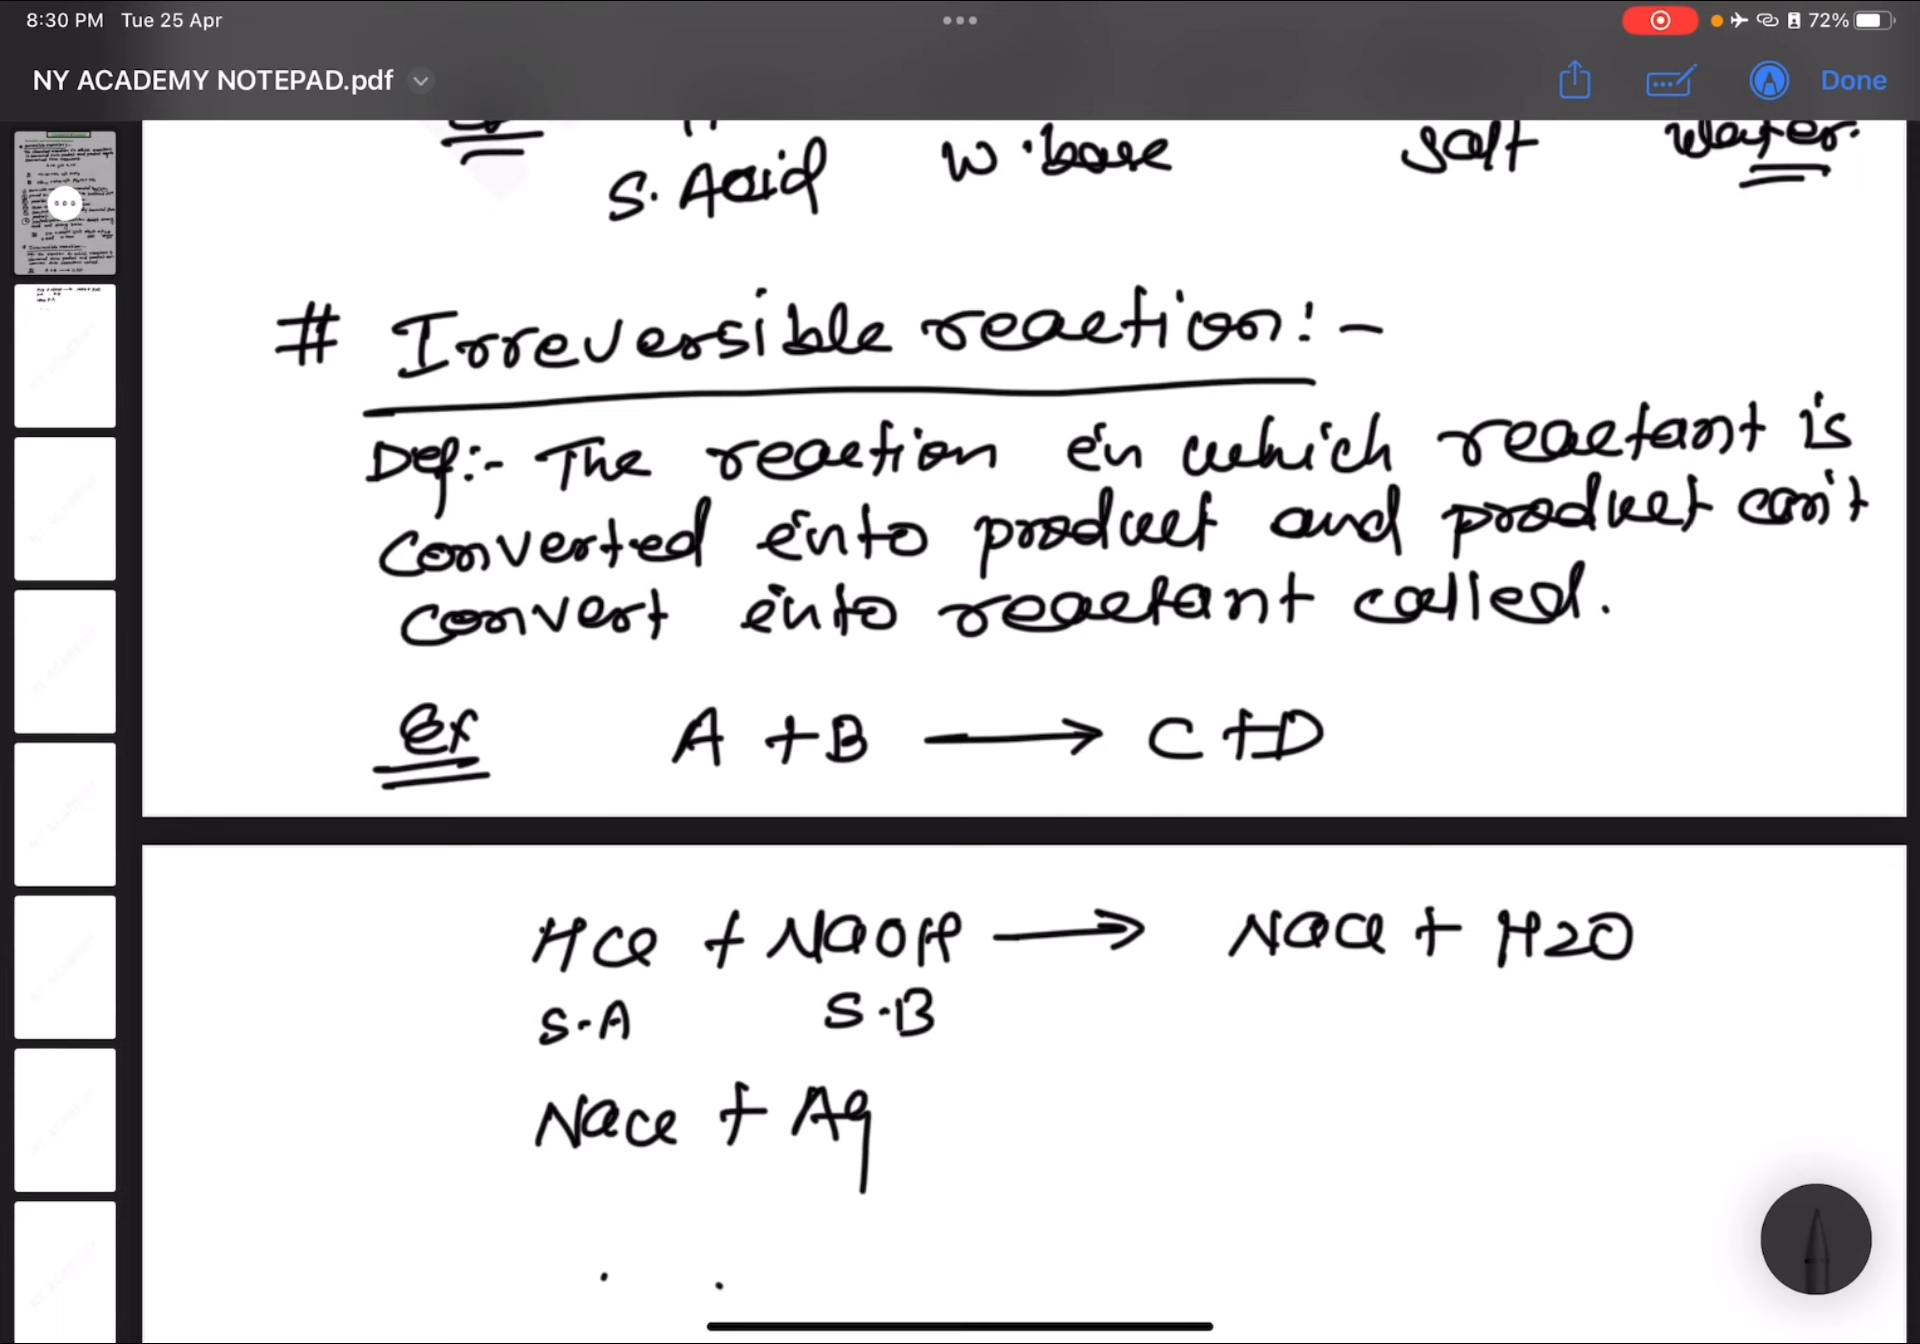 8:30 PM Tue 25 Apr
72%
NY ACADEMY NOTEPAD.pdf
Done
S. Acid w. base salt water.
# Irreversible reaction:-
Def:- The reaction in which reactant is
converted into product and product can't
convert into reactant called.
Ex A + B ⟶ C + D
HCl + NaOH ⟶ NaCl + H2O
S.A S.B
NaCl + Ag